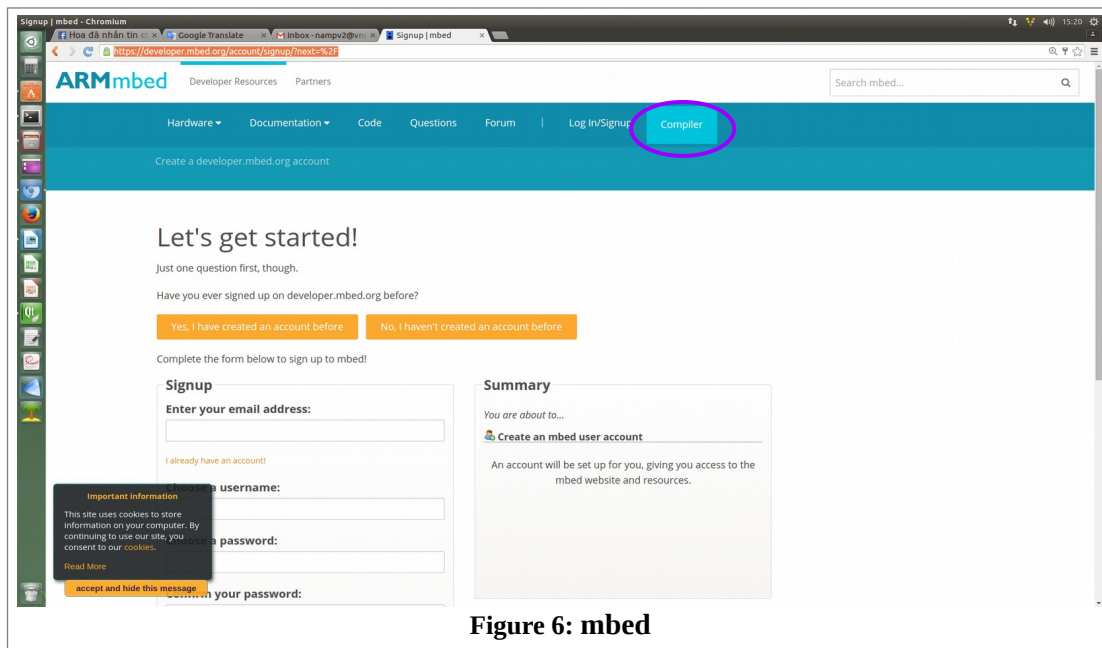 Signup | mbed - Chromium
15:20
Hoa đã nhắn tin c
Google Translate
Inbox - nampv2@vn
Signup | mbed
https://developer.mbed.org/account/signup/?next=%2F
ARMmbed
Developer Resources
Partners
Search mbed...
Hardware
Documentation
Code
Questions
Forum
|
Log In/Signup
Compiler
Create a developer.mbed.org account
Let's get started!
Just one question first, though.
Have you ever signed up on developer.mbed.org before?
Yes, I have created an account before
No, I haven't created an account before
Complete the form below to sign up to mbed!
Signup
Enter your email address:
I already have an account!
Choose a username:
Choose a password:
Confirm your password:
Summary
You are about to...
Create an mbed user account
An account will be set up for you, giving you access to the
mbed website and resources.
Important Information
This site uses cookies to store
information on your computer. By
continuing to use our site, you
consent to our cookies.
Read More
accept and hide this message
Figure 6: mbed